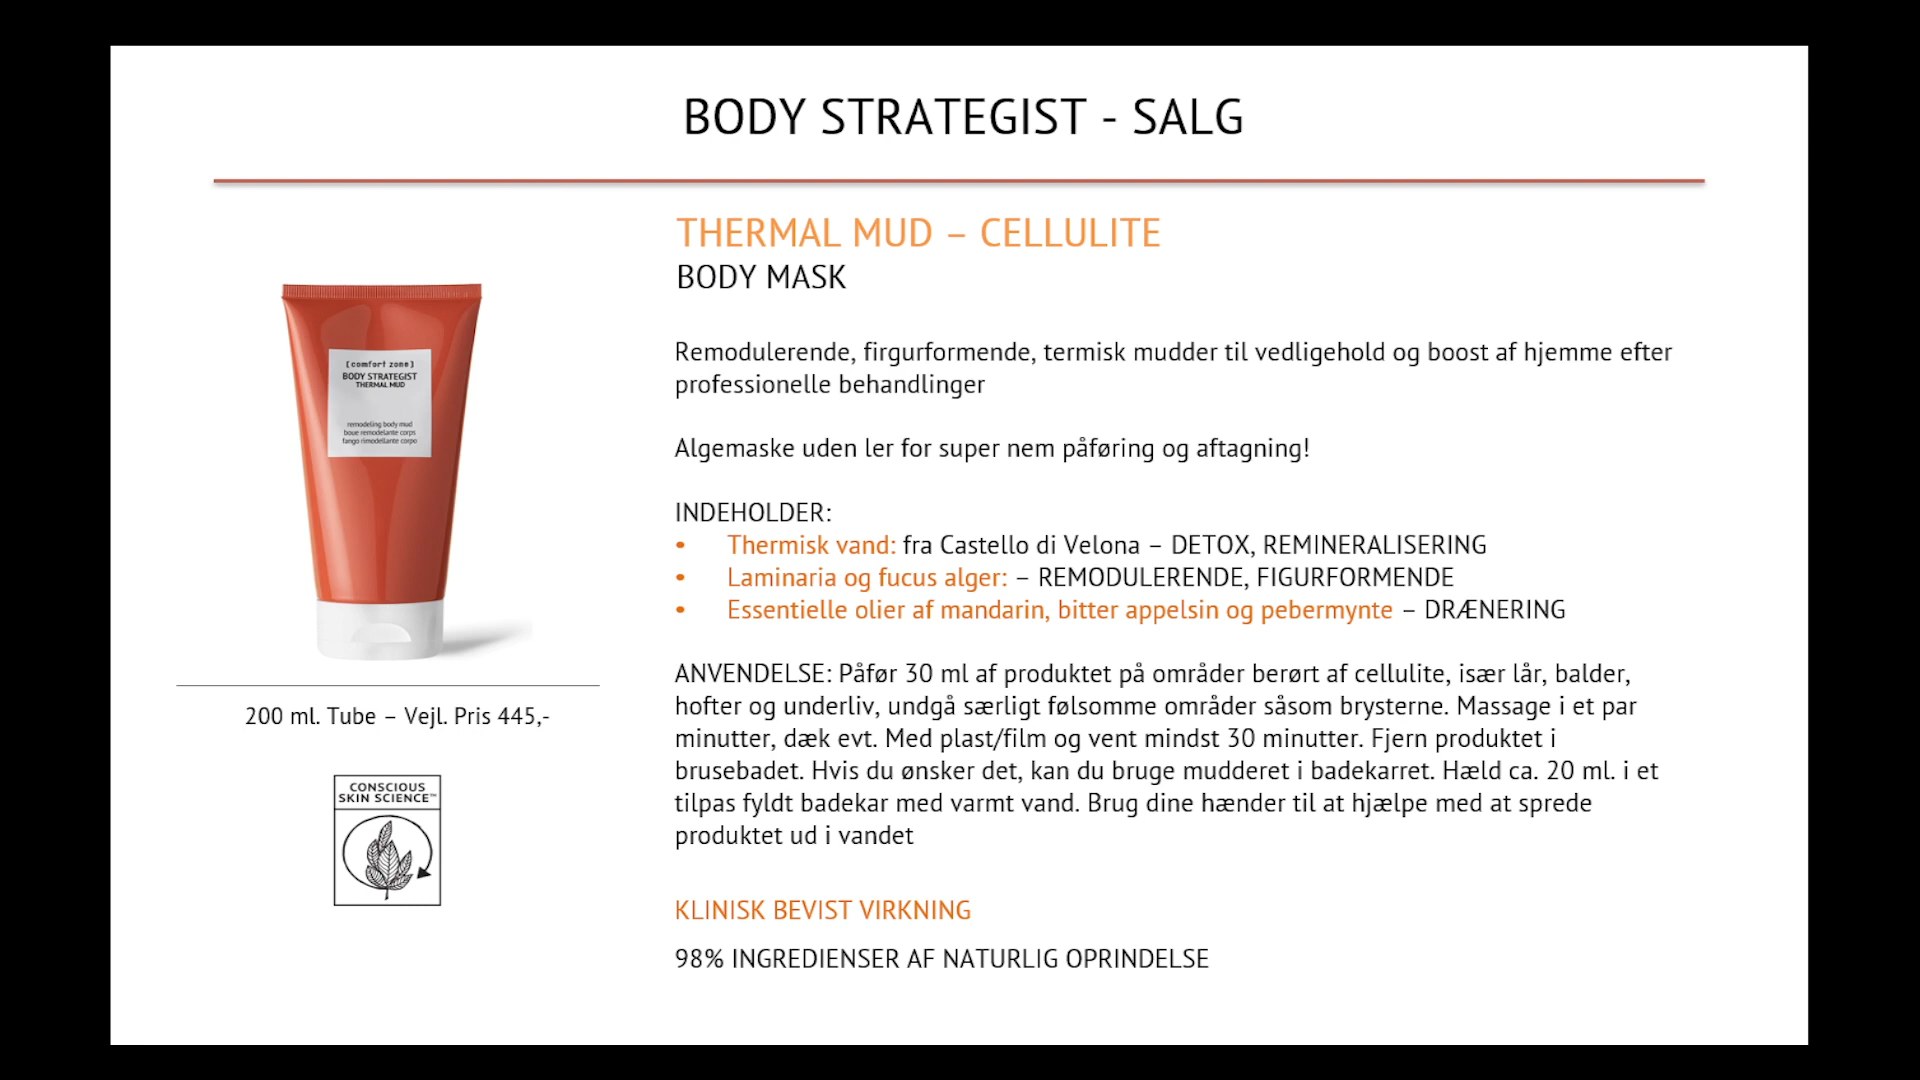 BODY STRATEGIST - SALG
THERMAL MUD – CELLULITE
BODY MASK
[comfort zone]
BODY STRATEGIST
THERMAL MUD
remodeling body mud
boue remodelante corps
fango rimodellante corpo
200 ml. Tube – Vejl. Pris 445,-
CONSCIOUS
SKIN SCIENCE™
Remodulerende, firgurformende, termisk mudder til vedligehold og boost af hjemme efter
professionelle behandlinger
Algemaske uden ler for super nem påføring og aftagning!
INDEHOLDER:
• Thermisk vand: fra Castello di Velona – DETOX, REMINERALISERING
• Laminaria og fucus alger: – REMODULERENDE, FIGURFORMENDE
• Essentielle olier af mandarin, bitter appelsin og pebermynte – DRÆNERING
ANVENDELSE: Påfør 30 ml af produktet på områder berørt af cellulite, især lår, balder,
hofter og underliv, undgå særligt følsomme områder såsom brysterne. Massage i et par
minutter, dæk evt. Med plast/film og vent mindst 30 minutter. Fjern produktet i
brusebadet. Hvis du ønsker det, kan du bruge mudderet i badekarret. Hæld ca. 20 ml. i et
tilpas fyldt badekar med varmt vand. Brug dine hænder til at hjælpe med at sprede
produktet ud i vandet
KLINISK BEVIST VIRKNING
98% INGREDIENSER AF NATURLIG OPRINDELSE